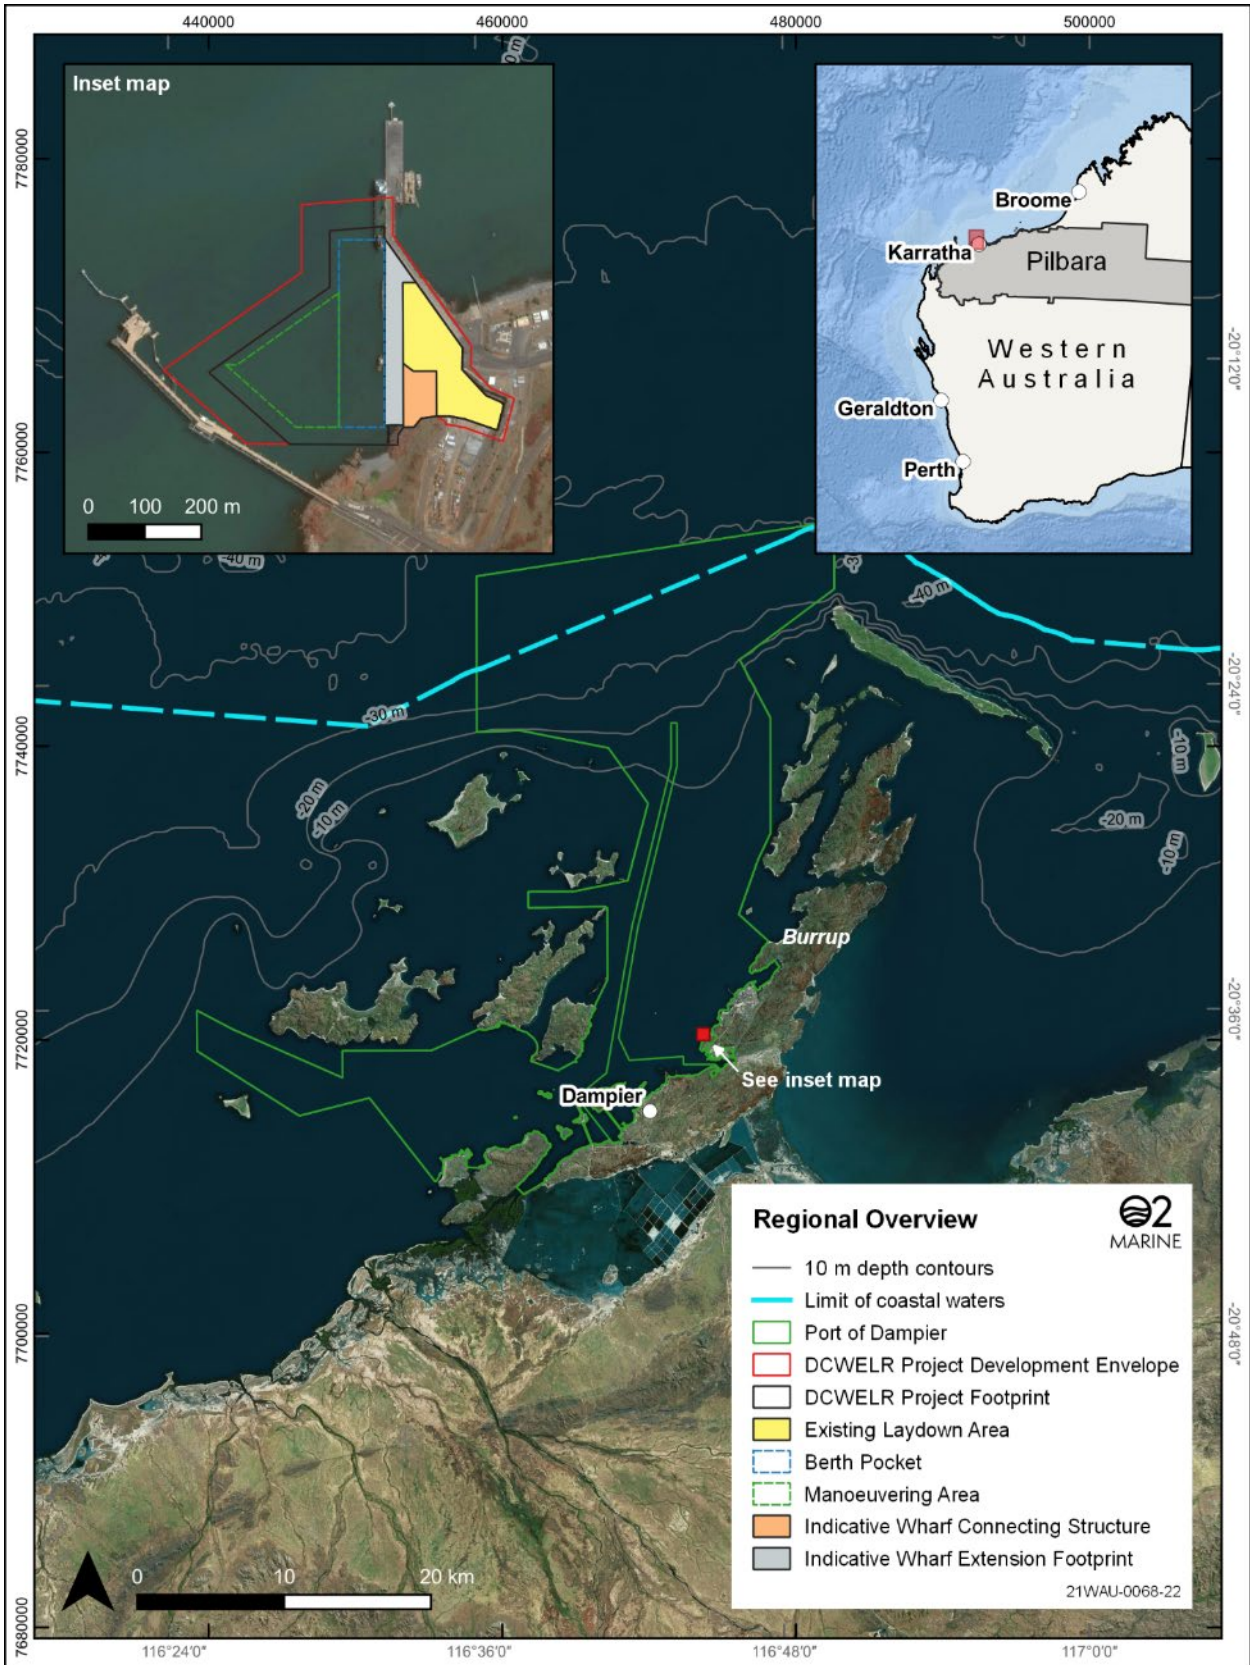 440000
460000
480000
500000
Inset map
0
100
200 m
Broome
Karratha
Pilbara
Western
Australia
Geraldton
Perth
7780000
7760000
7740000
7720000
7700000
7680000
-20°12'0"
-20°24'0"
-20°36'0"
-20°48'0"
-40 m
-40 m
-30 m
-20 m
-10 m
-10 m
-20 m
-10 m
Burrup
See inset map
Dampier
Regional Overview
O2
MARINE
10 m depth contours
Limit of coastal waters
Port of Dampier
DCWELR Project Development Envelope
DCWELR Project Footprint
Existing Laydown Area
Berth Pocket
Manoeuvering Area
Indicative Wharf Connecting Structure
Indicative Wharf Extension Footprint
21WAU-0068-22
0
10
20 km
116°24'0"
116°36'0"
116°48'0"
117°0'0"